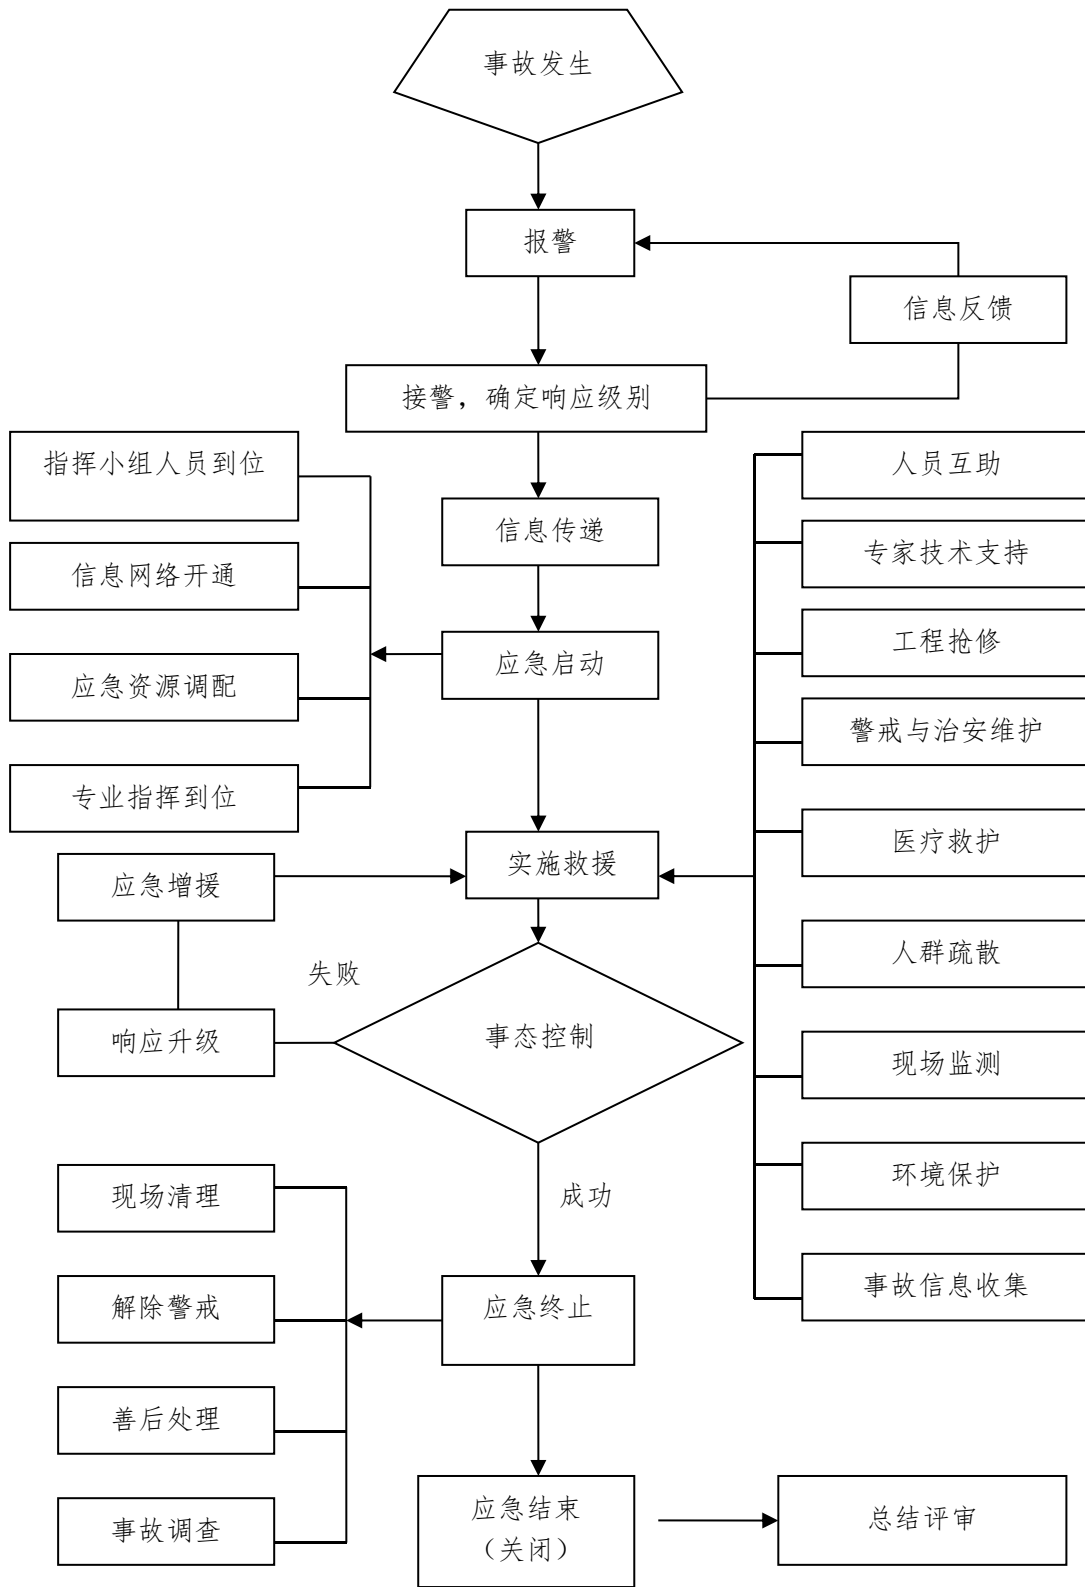 事故发生
报警
信息反馈
接警，确定响应级别
指挥小组人员到位
人员互助
信息传递
专家技术支持
信息网络开通
工程抢修
应急启动
应急资源调配
警戒与治安维护
专业指挥到位
医疗救护
实施救援
应急增援
人群疏散
失败
事态控制
响应升级
现场监测
环境保护
现场清理
成功
事故信息收集
应急终止
解除警戒
善后处理
应急结束
（关闭）
总结评审
事故调查